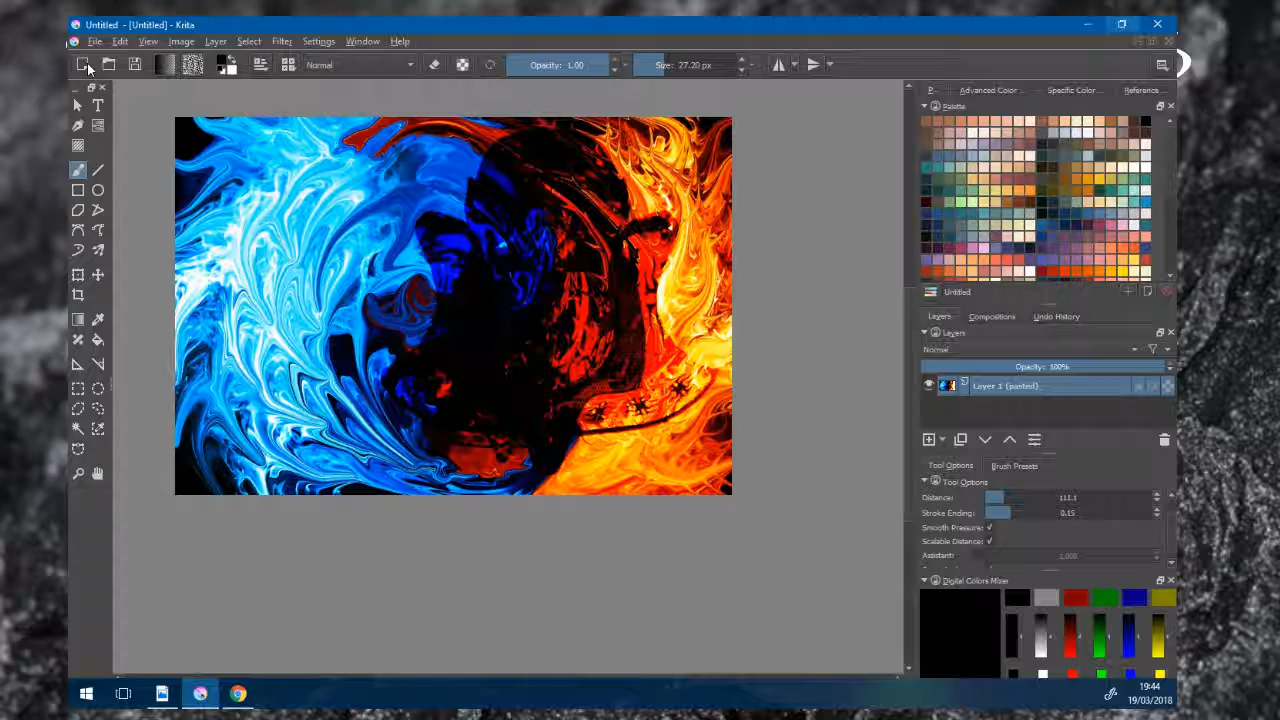 Untitled - [Untitled] - Krita
File Edit View Image Layer Select Filter Settings Window Help
Normal Opacity: 1.00 Size: 27.20 px
P... Advanced Color ... Specific Color... Reference...
Palette
Untitled
Layers Compositions Undo History
Layers
Normal
Opacity: 100%
Layer 1 (pasted)
Tool Options Brush Presets
Tool Options
Distance: 111.1
Stroke Ending: 0.15
Smooth Pressure:
Scalable Distance:
Assistant: 1,000
Digital Colors Mixer
19:44
19/03/2018